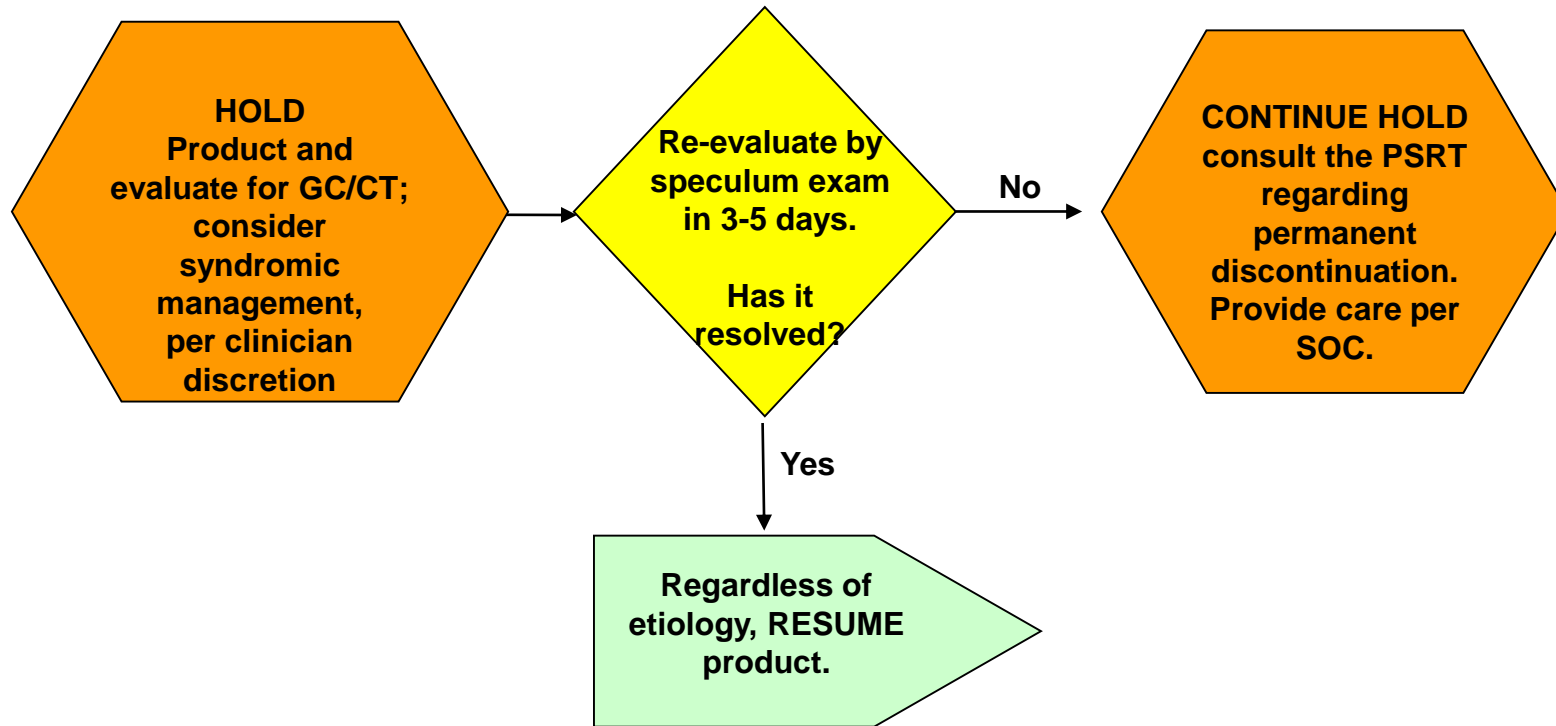 HOLD
Product and
evaluate for GC/CT;
consider
syndromic
management,
per clinician
discretion
Re-evaluate by
speculum exam
in 3-5 days.
Has it
resolved?
No
CONTINUE HOLD
consult the PSRT
regarding
permanent
discontinuation.
Provide care per
SOC.
Yes
Regardless of
etiology, RESUME
product.